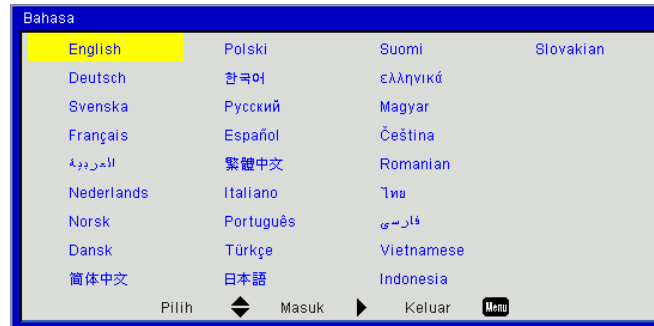 Bahasa
English Polski Suomi Slovakian
Deutsch 한국어 ελληνικά
Svenska Русский Magyar
Français Español Čeština
العربية 繁體中文 Romanian
Nederlands Italiano ไทย
Norsk Português فارسی
Dansk Türkçe Vietnamese
简体中文 日本語 Indonesia
Pilih Masuk Keluar Menu